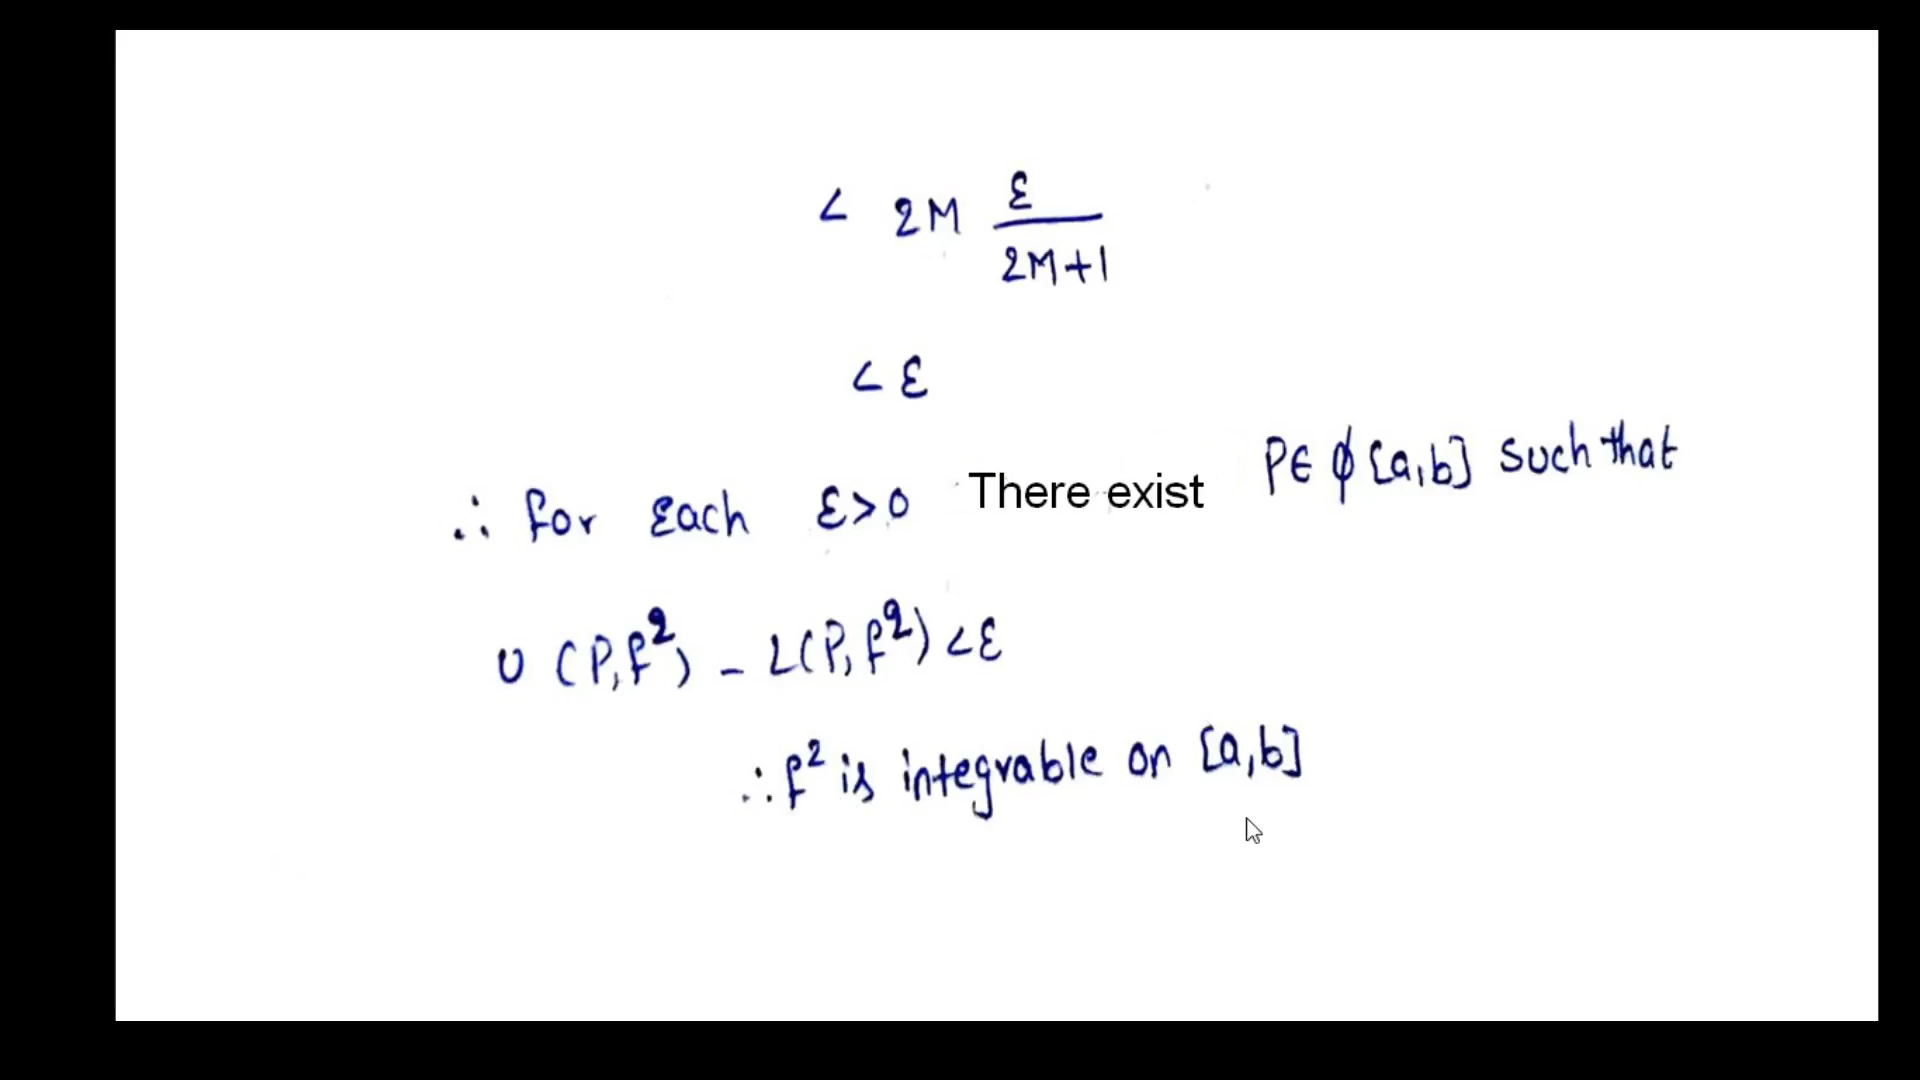 < 2M ε/2M+1
< ε
∴ for Each ε>0 There exist P∈ ϕ [a,b] Such that
U (P,f²) - L(P,f²) <ε
∴ f² is integrable on [a,b]